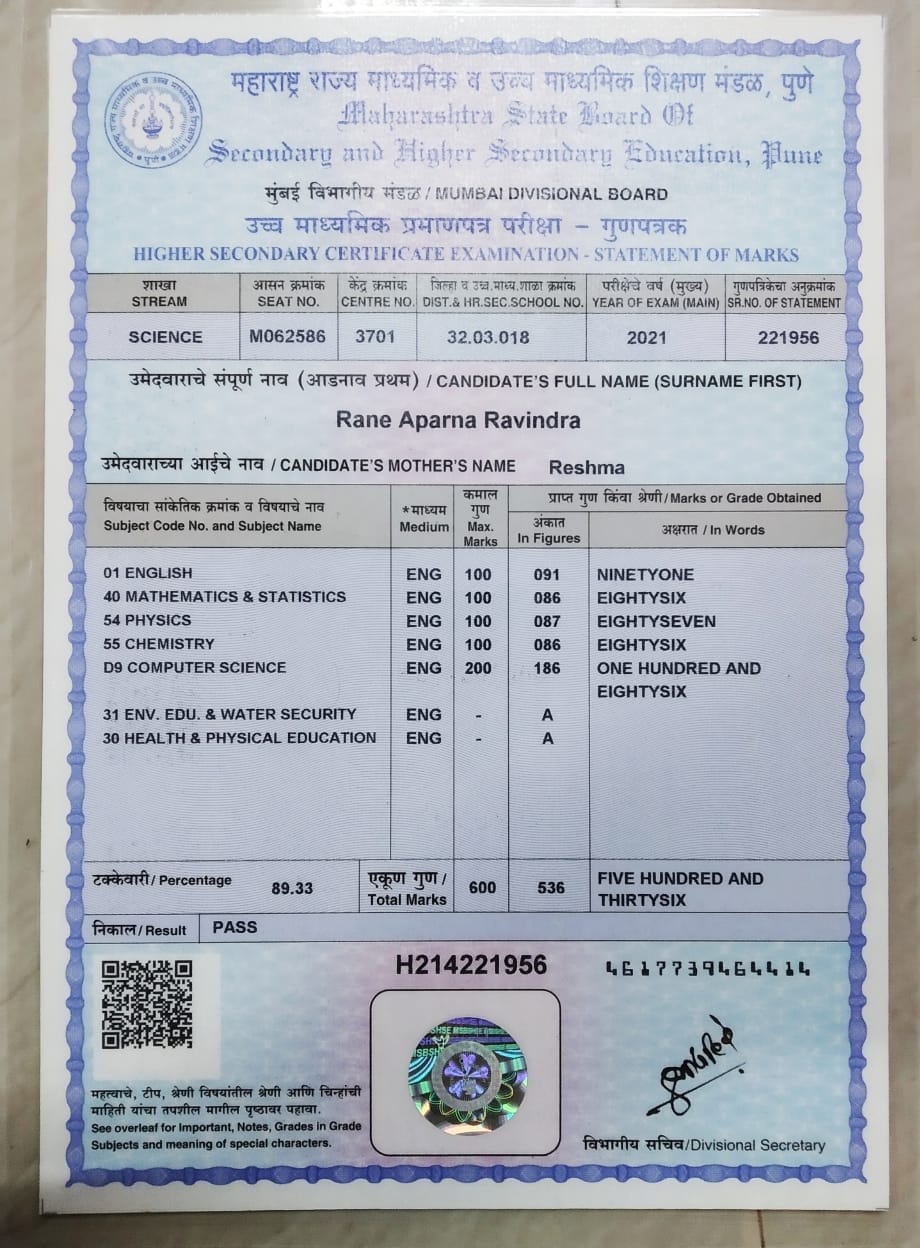 महाराष्ट्र राज्य माध्यमिक व उच्च माध्यमिक शिक्षण मंडळ, पुणे
Maharashtra State Board Of
Secondary and Higher Secondary Education, Pune
मुंबई विभागीय मंडळ / MUMBAI DIVISIONAL BOARD
उच्च माध्यमिक प्रमाणपत्र परीक्षा – गुणपत्रक
HIGHER SECONDARY CERTIFICATE EXAMINATION - STATEMENT OF MARKS
शाखा आसन क्रमांक केंद्र क्रमांक जिल्हा व उच्च.माध्य.शाळा क्रमांक परीक्षेचे वर्ष (मुख्य) गुणपत्रिकेचा अनुक्रमांक
STREAM SEAT NO. CENTRE NO. DIST.& HR.SEC.SCHOOL NO. YEAR OF EXAM (MAIN) SR.NO. OF STATEMENT
SCIENCE M062586 3701 32.03.018 2021 221956
उमेदवाराचे संपूर्ण नाव (आडनाव प्रथम) / CANDIDATE'S FULL NAME (SURNAME FIRST)
Rane Aparna Ravindra
उमेदवाराच्या आईचे नाव / CANDIDATE'S MOTHER'S NAME Reshma
विषयाचा सांकेतिक क्रमांक व विषयाचे नाव
Subject Code No. and Subject Name
*माध्यम
Medium
कमाल
गुण
Max.
Marks
प्राप्त गुण किंवा श्रेणी / Marks or Grade Obtained
अंकात
In Figures
अक्षरात / In Words
01 ENGLISH ENG 100 091 NINETYONE
40 MATHEMATICS & STATISTICS ENG 100 086 EIGHTYSIX
54 PHYSICS ENG 100 087 EIGHTYSEVEN
55 CHEMISTRY ENG 100 086 EIGHTYSIX
D9 COMPUTER SCIENCE ENG 200 186 ONE HUNDRED AND
EIGHTYSIX
31 ENV. EDU. & WATER SECURITY ENG - A
30 HEALTH & PHYSICAL EDUCATION ENG - A
टक्केवारी / Percentage 89.33
एकूण गुण /
Total Marks
600 536
FIVE HUNDRED AND
THIRTYSIX
निकाल / Result PASS
H214221956 4617739464414
महत्वाचे, टीप, श्रेणी विषयांतील श्रेणी आणि चिन्हांची
माहिती यांचा तपशील मागील पृष्ठावर पहावा.
See overleaf for Important, Notes, Grades in Grade
Subjects and meaning of special characters.
विभागीय सचिव/Divisional Secretary